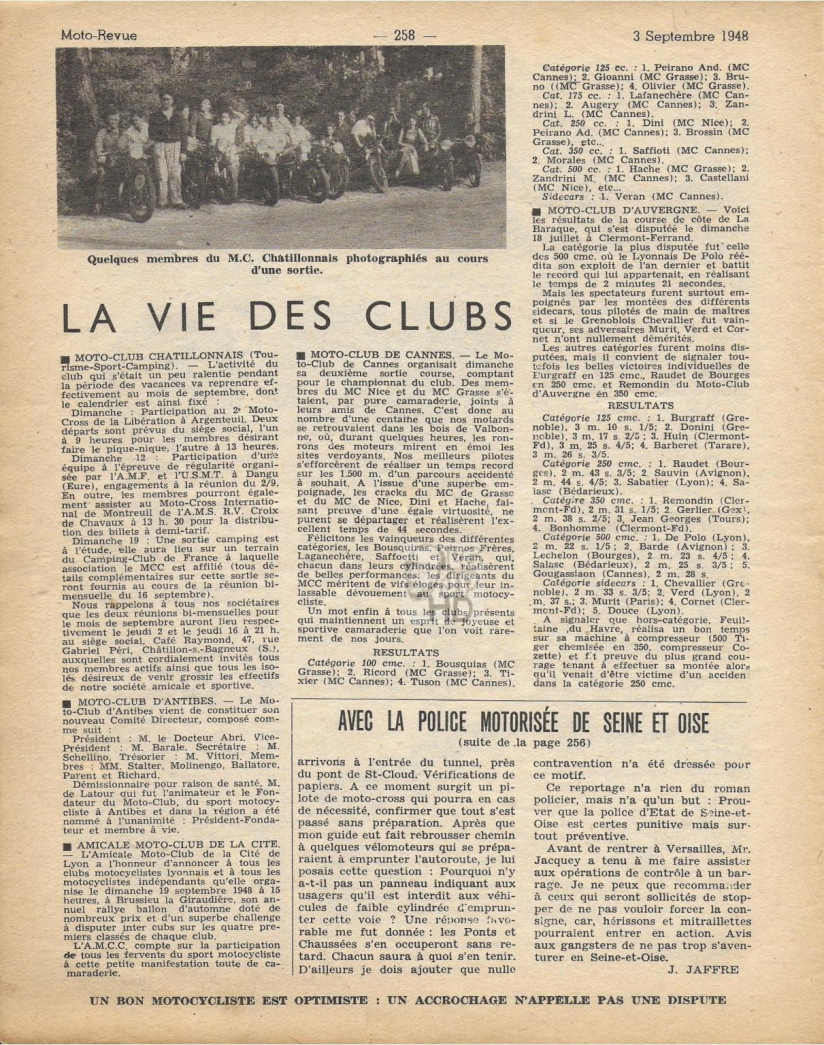 Moto-Revue
— 258 —
3 Septembre 1948
Quelques membres du M.C. Châtillonnais photographiés au cours
d'une sortie.
LA VIE DES CLUBS
■ MOTO-CLUB CHATILLONNAIS (Tou-
risme-Sport-Camping). — L'activité du
club qui s'était un peu ralentie pendant
la période des vacances va reprendre ef-
fectivement au mois de septembre, dont
le calendrier est ainsi fixé :
Dimanche : Participation au 2e Moto-
Cross de la Libération à Argenteuil. Deux
départs sont prévus du siège social, l'un
à 9 heures pour les membres désirant
faire le pique-nique, l'autre à 13 heures.
Dimanche 12 : Participation d'une
équipe à l'épreuve de régularité organi-
sée par l'A.M.F. et l'U.S.M.T. à Dangu
(Eure), engagements à la réunion du 2/9.
En outre, les membres pourront égale-
ment assister au Moto-Cross Internatio-
nal de Montreuil de l'A.M.S. R.V. Croix
de Chavaux à 13 h. 30 pour la distribu-
tion des billets à demi-tarif.
Dimanche 19 : Une sortie camping est
à l'étude, elle aura lieu sur un terrain
du Camping-Club de France à laquelle
association le MCC est affilié (tous dé-
tails complémentaires sur cette sortie se-
ront fournis au cours de la réunion bi-
mensuelle du 16 septembre).
Nous rappelons à tous nos sociétaires
que les deux réunions bi-mensuelles pour
le mois de septembre auront lieu respec-
tivement le jeudi 2 et le jeudi 16 à 21 h.
au siège social, Café Raymond, 47, rue
Gabriel Péri, Châtillon-s.-Bagneux (S.),
auxquelles sont cordialement invités tous
nos membres actifs ainsi que tous les iso-
lés désireux de venir grossir les effectifs
de notre société amicale et sportive.
■ MOTO-CLUB D'ANTIBES. — Le Mo-
to-Club d'Antibes vient de constituer son
nouveau Comité Directeur, composé com-
me suit :
Président : M. le Docteur Abri. Vice-
Président : M. Barale. Secrétaire : M.
Schellino. Trésorier : M. Vittori. Mem-
bres : MM. Stalter, Molinengo, Ballatore,
Parent et Richard.
Démissionnaire pour raison de santé, M.
de Latour qui fut l'animateur et le Fon-
dateur du Moto-Club, du sport motocy-
cliste à Antibes et dans la région a été
nommé à l'unanimité : Président-Fonda-
teur et membre à vie.
■ AMICALE MOTO-CLUB DE LA CITE.
— L'Amicale Moto-Club de la Cité de
Lyon a l'honneur d'annoncer à tous les
clubs motocyclistes lyonnais et à tous les
motocyclistes indépendants qu'elle orga-
nise le dimanche 19 septembre 1948 à 15
heures, à Brussieu la Giraudière, son an-
nuel rallye ballon d'automne doté de
nombreux prix et d'un superbe challenge
à disputer inter cubs sur les quatre pre-
miers classés de chaque club.
L'A.M.C.C. compte sur la participation
de tous les fervents du sport motocycliste
à cette petite manifestation toute de ca-
maraderie.
■ MOTO-CLUB DE CANNES. — Le Mo-
to-Club de Cannes organisait dimanche
sa deuxième sortie course, comptant
pour le championnat du club. Des mem-
bres du MC Nice et du MC Grasse s'é-
taient, par pure camaraderie, joints à
leurs amis de Cannes. C'est donc au
nombre d'une centaine que nos motards
se retrouvaient dans les bois de Valbon-
ne, où, durant quelques heures, les ron-
rons des moteurs mirent en émoi les
sites verdoyants. Nos meilleurs pilotes
s'efforcèrent de réaliser un temps record
sur les 1.500 m. d'un parcours accidenté
à souhait. A l'issue d'une superbe em-
poignade, les cracks du MC de Grasse
et du MC de Nice, Dini et Hache, fai-
sant preuve d'une égale virtuosité, ne
purent se départager et réalisèrent l'ex-
cellent temps de 44 secondes.
Félicitons les vainqueurs des différentes
catégories, les Bousquias, Peirnos Frères,
Laganechère, Saffoetti et Veran, qui,
chacun dans leurs cylindrées réalisèrent
de belles performances; les dirigeants du
MCC méritent de vifs éloges pour leur in-
lassable dévouement au sport motocy-
cliste.
Un mot enfin à tous les clubs présents
qui maintiennent un esprit de joyeuse et
sportive camaraderie que l'on voit rare-
ment de nos jours.
RESULTATS
Catégorie 100 cmc. : 1. Bousquias (MC
Grasse); 2. Ricord (MC Grasse); 3. Ti-
xier (MC Cannes); 4. Tuson (MC Cannes).
Catégorie 125 cc. : 1. Peirano And. (MC
Cannes); 2. Gioanni (MC Grasse); 3. Bru-
no ((MC Grasse); 4. Olivier (MC Grasse).
Cat. 175 cc. : 1. Lafanechère (MC Can-
nes); 2. Augery (MC Cannes); 3. Zan-
drini L. (MC Cannes).
Cat. 250 cc. : 1. Dini (MC Nice); 2.
Peirano Ad. (MC Cannes); 3. Brossin (MC
Grasse), etc...
Cat. 350 cc. : 1. Saffioti (MC Cannes);
2. Morales (MC Cannes).
Cat. 500 cc. : 1. Hache (MC Grasse); 2.
Zandrini M. (MC Cannes); 3. Castellani
(MC Nice), etc...
Sidecars : 1. Veran (MC Cannes).
■ MOTO-CLUB D'AUVERGNE. — Voici
les résultats de la course de côte de La
Baraque, qui s'est disputée le dimanche
18 juillet à Clermont-Ferrand.
La catégorie la plus disputée fut celle
des 500 cmc. où le Lyonnais De Polo réé-
dita son exploit de l'an dernier et battit
le record qui lui appartenait, en réalisant
le temps de 2 minutes 21 secondes.
Mais les spectateurs furent surtout em-
poignés par les montées des différents
sidecars, tous pilotés de main de maîtres
et si le Grenoblois Chevallier fut vain-
queur, ses adversaires Murit, Verd et Cor-
net n'ont nullement démérités.
Les autres catégories furent moins dis-
putées, mais il convient de signaler tou-
tefois les belles victoires individuelles de
Burgraff en 125 cmc., Raudet de Bourges
en 250 cmc. et Remondin du Moto-Club
d'Auvergne en 350 cmc.
RESULTATS
Catégorie 125 cmc. : 1. Burgraff (Gre-
noble), 3 m. 10 s. 1/5; 2. Donini (Gre-
noble), 3 m. 17 s. 2/5 ; 3. Huin (Clermont-
Fd), 3 m. 25 s. 4/5; 4. Barberet (Tarare),
3 m. 26 s. 3/5.
Catégorie 250 cmc. : 1. Raudet (Bour-
ges), 2 m. 43 s. 3/5; 2. Sauvin (Avignon),
2 m. 44 s. 4/5; 3. Sabatier (Lyon); 4. Sa-
lasc (Bédarieux).
Catégre 350 cmc. : 1. Remondin (Cler-
mont-Fd), 2 m. 31 s. 1/5; 2. Gerlier (Gex),
2 m. 38 s. 2/5; 3. Jean Georges (Tours);
4. Bonhomme (Clermont-Fd).
Catégorie 500 cmc. : 1. De Polo (Lyon),
2 m. 22 s. 1/5 ; 2. Barde (Avignon) ; 3.
Lechelon (Bourges), 2 m. 23 s. 4/5 ; 4.
Salasc (Bédarieux), 2 m. 25 s. 3/5 ; 5.
Gougassiaon (Cannes), 2 m. 28 s.
Catégorie sidecars : 1. Chevalier (Gre-
noble), 2 m. 33 s. 3/5; 2. Verd (Lyon), 2
m. 37 s.; 3. Murit (Paris); 4. Cornet (Cler-
mont-Fd); 5. Douce (Lyon).
A signaler que hors-catégorie, Feuil-
laine du Havre, réalisa un bon temps
sur sa machine à compresseur (500 Ti-
ger chemisée en 350, compresseur Co-
zette) et fit preuve du plus grand cou-
rage tenant à effectuer sa montée alors
qu'il venait d'être victime d'un acciden
dans la catégorie 250 cmc.
AVEC LA POLICE MOTORISÉE DE SEINE ET OISE
(suite de la page 256)
arrivons à l'entrée du tunnel, près
du pont de St-Cloud. Vérifications de
papiers. A ce moment surgit un pi-
lote de moto-cross qui pourra en cas
de nécessité, confirmer que tout s'est
passé sans préparation. Après que
mon guide eut fait rebrousser chemin
à quelques vélomoteurs qui se prépa-
raient à emprunter l'autoroute, je lui
posais cette question : Pourquoi n'y
a-t-il pas un panneau indiquant aux
usagers qu'il est interdit aux véhi-
cules de faible cylindrée d'emprun-
ter cette voie ? Une réponse favo-
rable me fut donnée : les Ponts et
Chaussées s'en occuperont sans re-
tard. Chacun saura à quoi s'en tenir.
D'ailleurs je dois ajouter que nulle
contravention n'a été dressée pour
ce motif.
Ce reportage n'a rien du roman
policier, mais n'a qu'un but : Prou-
ver que la police d'Etat de Seine-et-
Oise est certes punitive mais sur-
tout préventive.
Avant de rentrer à Versailles, Mr.
Jacquey a tenu à me faire assister
aux opérations de contrôle à un bar-
rage. Je ne peux que recommander
à ceux qui seront sollicités de stop-
per de ne pas vouloir forcer la con-
signe, car, hérissons et mitraillettes
pourraient entrer en action. Avis
aux gangsters de ne pas trop s'aven-
turer en Seine-et-Oise.
J. JAFFRE
UN BON MOTOCYCLISTE EST OPTIMISTE : UN ACCROCHAGE N'APPELLE PAS UNE DISPUTE